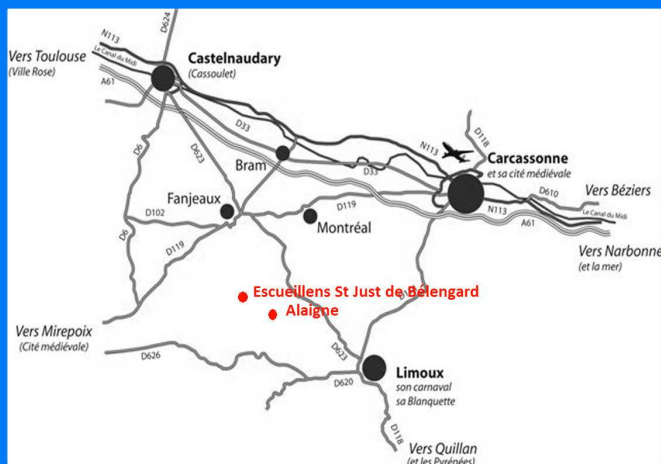 D624
N113
Le Canal du Midi
A61
Vers Toulouse
(Ville Rose)
Castelnaudary
(Cassoulet)
D33
D6
D623
Bram
D33
N113
D118
Carcassonne
et sa cité médiévale
D610
Vers Béziers
Le Canal du Midi
N113
A61
Vers Narbonne
(et la mer)
Fanjeaux
D102
D6
D119
D119
Montréal
Escueillens St Just de Bélengard
Alaigne
Vers Mirepoix
(Cité médiévale)
D626
D623
D620
Limoux
son carnaval
sa Blanquette
D118
Vers Quillan
(et les Pyrénées)